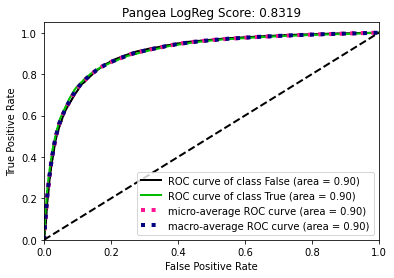 Pangea LogReg Score: 0.8319
1.0
0.8
0.6
0.4
0.2
0.0
True Positive Rate
ROC curve of class False (area = 0.90)
ROC curve of class True (area = 0.90)
micro-average ROC curve (area = 0.90)
macro-average ROC curve (area = 0.90)
0.0 0.2 0.4 0.6 0.8 1.0
False Positive Rate